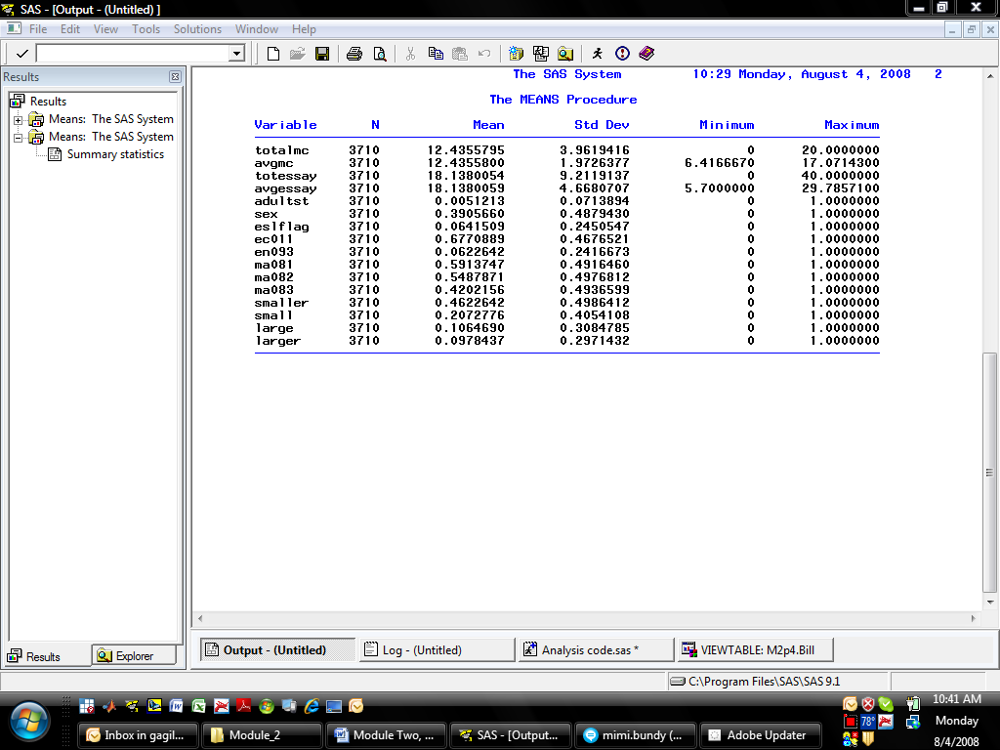 SAS - [Output - (Untitled) ]
File Edit View Tools Solutions Window Help
Results
Results
Means: The SAS System
Means: The SAS System
Summary statistics
The SAS System 10:29 Monday, August 4, 2008 2
The MEANS Procedure
Variable N Mean Std Dev Minimum Maximum
totalmc 3710 12.4355795 3.9619416 0 20.0000000
avgmc 3710 12.4355800 1.9726377 6.4166670 17.0714300
totessay 3710 18.1380054 9.2119137 0 40.0000000
avgessay 3710 18.1380059 4.6680707 5.7000000 29.7857100
adultst 3710 0.0051213 0.0713894 0 1.0000000
sex 3710 0.3905660 0.4879430 0 1.0000000
eslflag 3710 0.0641509 0.2450547 0 1.0000000
ec011 3710 0.6770889 0.4676521 0 1.0000000
en093 3710 0.0622642 0.2416673 0 1.0000000
ma081 3710 0.5913747 0.4916460 0 1.0000000
ma082 3710 0.5487871 0.4976812 0 1.0000000
ma083 3710 0.4202156 0.4936599 0 1.0000000
smaller 3710 0.4622642 0.4986412 0 1.0000000
small 3710 0.2072776 0.4054108 0 1.0000000
large 3710 0.1064690 0.3084785 0 1.0000000
larger 3710 0.0978437 0.2971432 0 1.0000000
Results Explorer
Output - (Untitled) Log - (Untitled) Analysis code.sas * VIEWTABLE: M2p4.Bill
C:\Program Files\SAS\SAS 9.1
Inbox in gagil... Module_2 Module Two, ... SAS - [Output... mimi.bundy (... Adobe Updater
78°
10:41 AM
Monday
8/4/2008